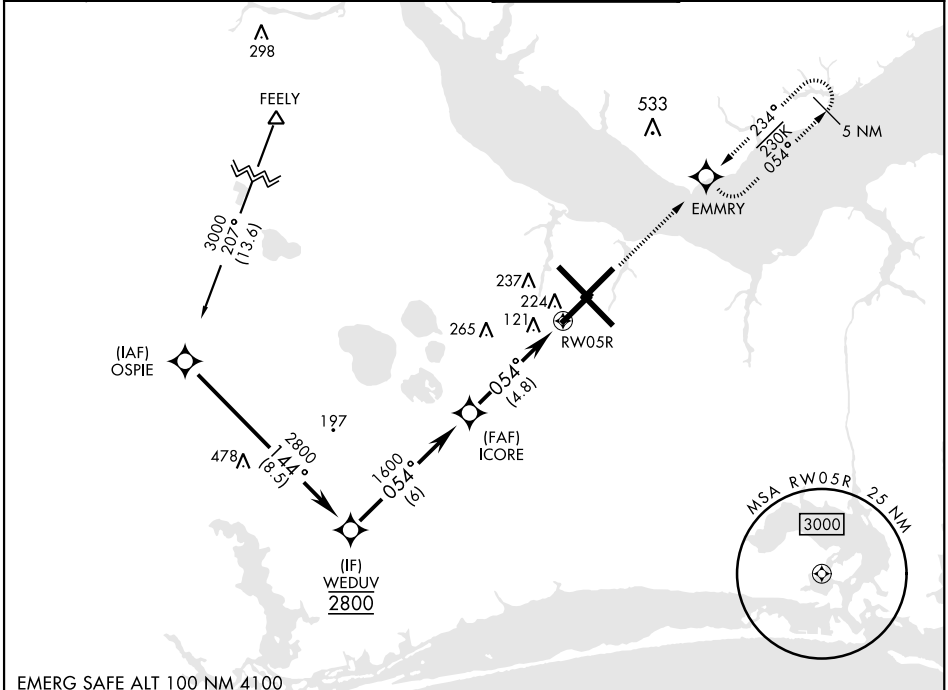 298
FEELY
3000
207°
(13.6)
(IAF)
OSPIE
533
234°
230K
054°
5 NM
EMMRY
237
224
265
121
RW05R
054°
(4.8)
(FAF)
ICORE
197
478
2800
144°
(8.5)
1600
054°
(6)
(IF)
WEDUV
2800
MSA RW05R 25 NM
3000
EMERG SAFE ALT 100 NM 4100